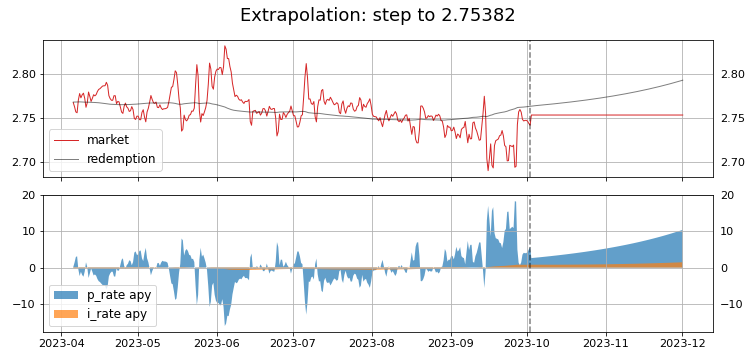 Extrapolation: step to 2.75382
2.80 2.80
2.75 2.75
2.70 2.70
market
redemption
20 20
10 10
0 0
−10 −10
p_rate apy
i_rate apy
2023-04 2023-05 2023-06 2023-07 2023-08 2023-09 2023-10 2023-11 2023-12